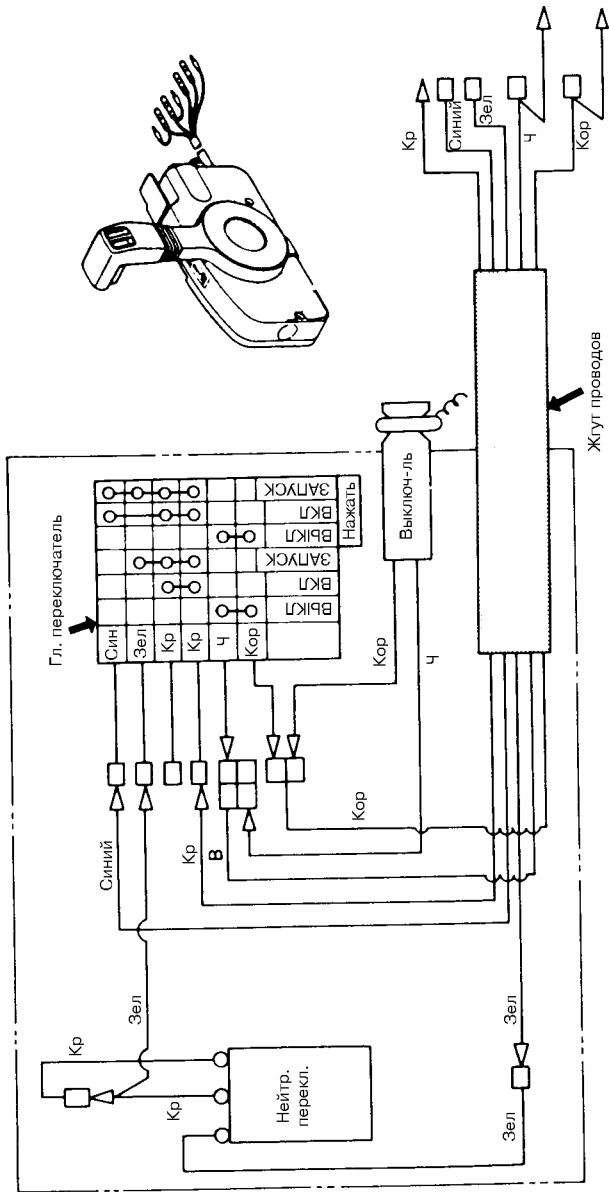 Гл. переключатель
Син
Зел
Кр
Кр
Ч
Кор
ВЫКЛ
ВКЛ
ЗАПУСК
ВЫКЛ
ВКЛ
ЗАПУСК
Нажать
Выключ-ль
Кор
Ч
Синий
Зел
Кр
В
Кор
Кр
Кр
Нейтр.
перекл.
Зел
Зел
Жгут проводов
Кр
Синий
Зел
Ч
Кор